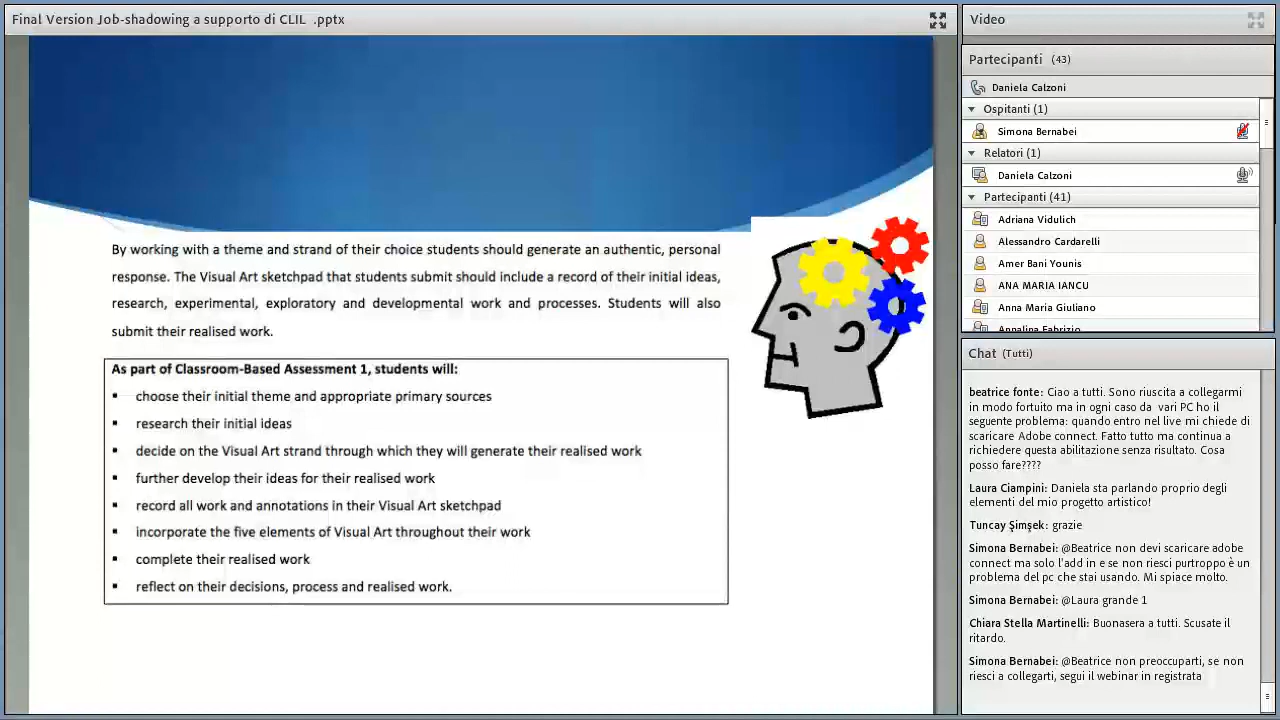 Final Version Job-shadowing a supporto di CLIL .pptx
By working with a theme and strand of their choice students should generate an authentic, personal
response. The Visual Art sketchpad that students submit should include a record of their initial ideas,
research, experimental, exploratory and developmental work and processes. Students will also
submit their realised work.
As part of Classroom-Based Assessment 1, students will:
▪ choose their initial theme and appropriate primary sources
▪ research their initial ideas
▪ decide on the Visual Art strand through which they will generate their realised work
▪ further develop their ideas for their realised work
▪ record all work and annotations in their Visual Art sketchpad
▪ incorporate the five elements of Visual Art throughout their work
▪ complete their realised work
▪ reflect on their decisions, process and realised work.
Video
Partecipanti (43)
Daniela Calzoni
Ospitanti (1)
Simona Bernabei
Relatori (1)
Daniela Calzoni
Partecipanti (41)
Adriana Vidulich
Alessandro Cardarelli
Amer Bani Younis
ANA MARIA IANCU
Anna Maria Giuliano
Annalina Fabrizio
Chat (Tutti)
beatrice fonte: Ciao a tutti. Sono riuscita a collegarmi
in modo fortuito ma in ogni caso da vari PC ho il
seguente problema: quando entro nel live mi chiede di
scaricare Adobe connect. Fatto tutto ma continua a
richiedere questa abilitazione senza risultato. Cosa
posso fare????
Laura Ciampini: Daniela sta parlando proprio degli
elementi del mio progetto artistico!
Tuncay Şimşek: grazie
Simona Bernabei: @Beatrice non devi scaricare adobe
connect ma solo l'add in e se non riesci purtroppo è un
problema del pc che stai usando. Mi spiace molto.
Simona Bernabei: @Laura grande 1
Chiara Stella Martinelli: Buonasera a tutti. Scusate il
ritardo.
Simona Bernabei: @Beatrice non preoccuparti, se non
riesci a collegarti, segui il webinar in registrata